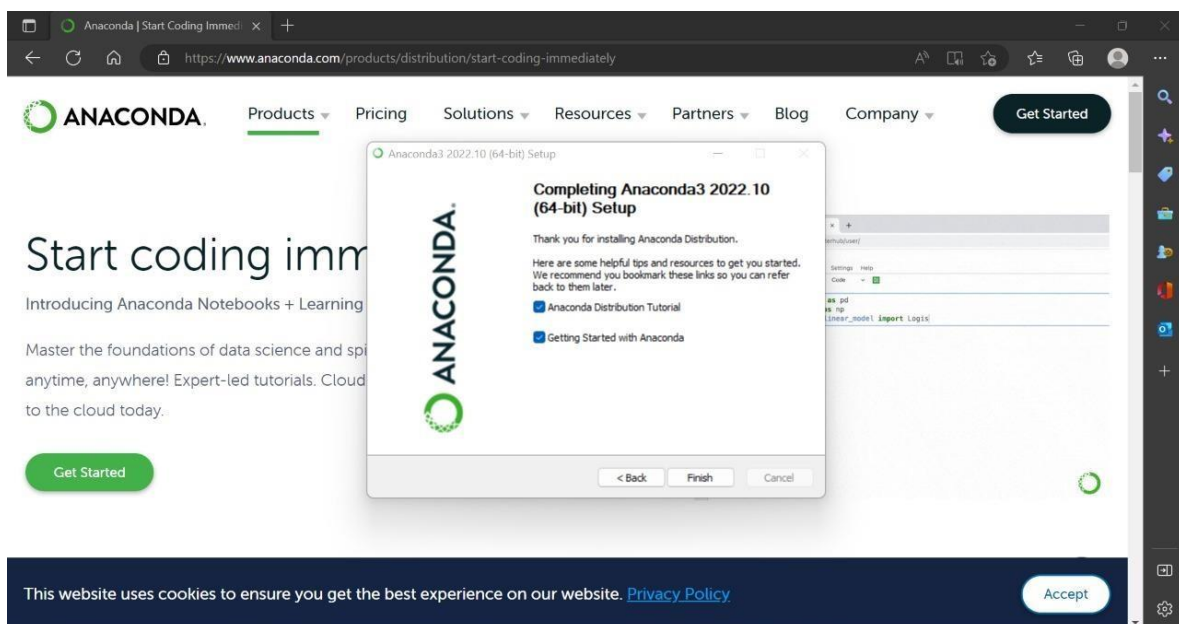 Anaconda | Start Coding Immedi
https://www.anaconda.com/products/distribution/start-coding-immediately
ANACONDA.
Products
Pricing
Solutions
Resources
Partners
Blog
Company
Get Started
Start coding imm
Introducing Anaconda Notebooks + Learning
Master the foundations of data science and spi
anytime, anywhere! Expert-led tutorials. Cloud
to the cloud today.
Get Started
Anaconda3 2022.10 (64-bit) Setup
ANACONDA.
Completing Anaconda3 2022.10
(64-bit) Setup
Thank you for installing Anaconda Distribution.
Here are some helpful tips and resources to get you started.
We recommend you bookmark these links so you can refer
back to them later.
Anaconda Distribution Tutorial
Getting Started with Anaconda
< Back
Finish
Cancel
Settings Help
Code
as pd
as np
linear_model import Logis
This website uses cookies to ensure you get the best experience on our website. Privacy Policy
Accept